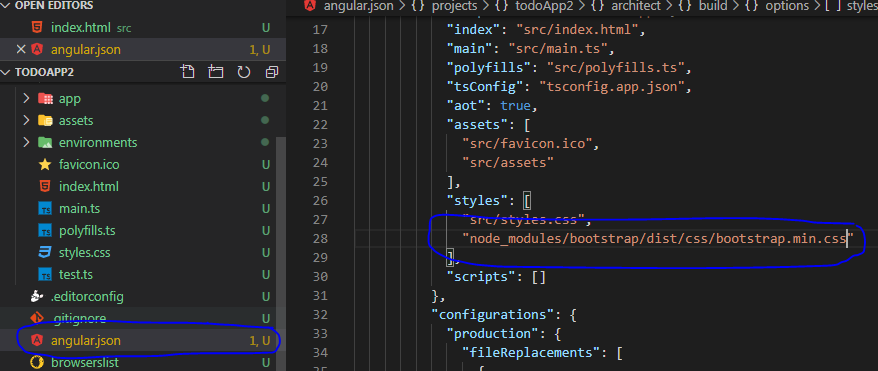 OPEN EDITORS
index.html src
angular.json 1, U
TODOAPP2
app
assets
environments
favicon.ico U
index.html U
main.ts U
polyfills.ts U
styles.css U
test.ts U
.editorconfig U
.gitignore U
angular.json 1, U
browserslist U
angular.json > {} projects > {} todoApp2 > {} architect > {} build > {} options > [ ] styles
17 "index": "src/index.html",
18 "main": "src/main.ts",
19 "polyfills": "src/polyfills.ts",
20 "tsConfig": "tsconfig.app.json",
21 "aot": true,
22 "assets": [
23 "src/favicon.ico",
24 "src/assets"
25 ],
26 "styles": [
27 "src/styles.css",
28 "node_modules/bootstrap/dist/css/bootstrap.min.css"
29 ],
30 "scripts": []
31 },
32 "configurations": {
33 "production": {
34 "fileReplacements": [
35 {